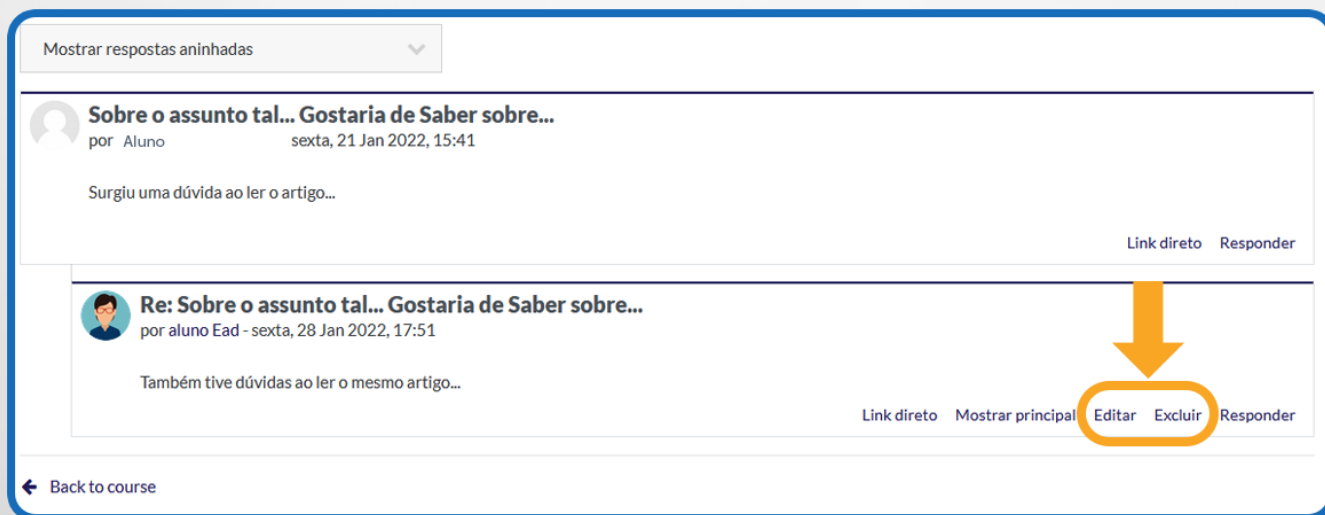 Mostrar respostas aninhadas
Sobre o assunto tal... Gostaria de Saber sobre...
por Aluno sexta, 21 Jan 2022, 15:41
Surgiu uma dúvida ao ler o artigo...
Link direto Responder
Re: Sobre o assunto tal... Gostaria de Saber sobre...
por aluno Ead - sexta, 28 Jan 2022, 17:51
Também tive dúvidas ao ler o mesmo artigo...
Link direto Mostrar principal Editar Excluir Responder
Back to course